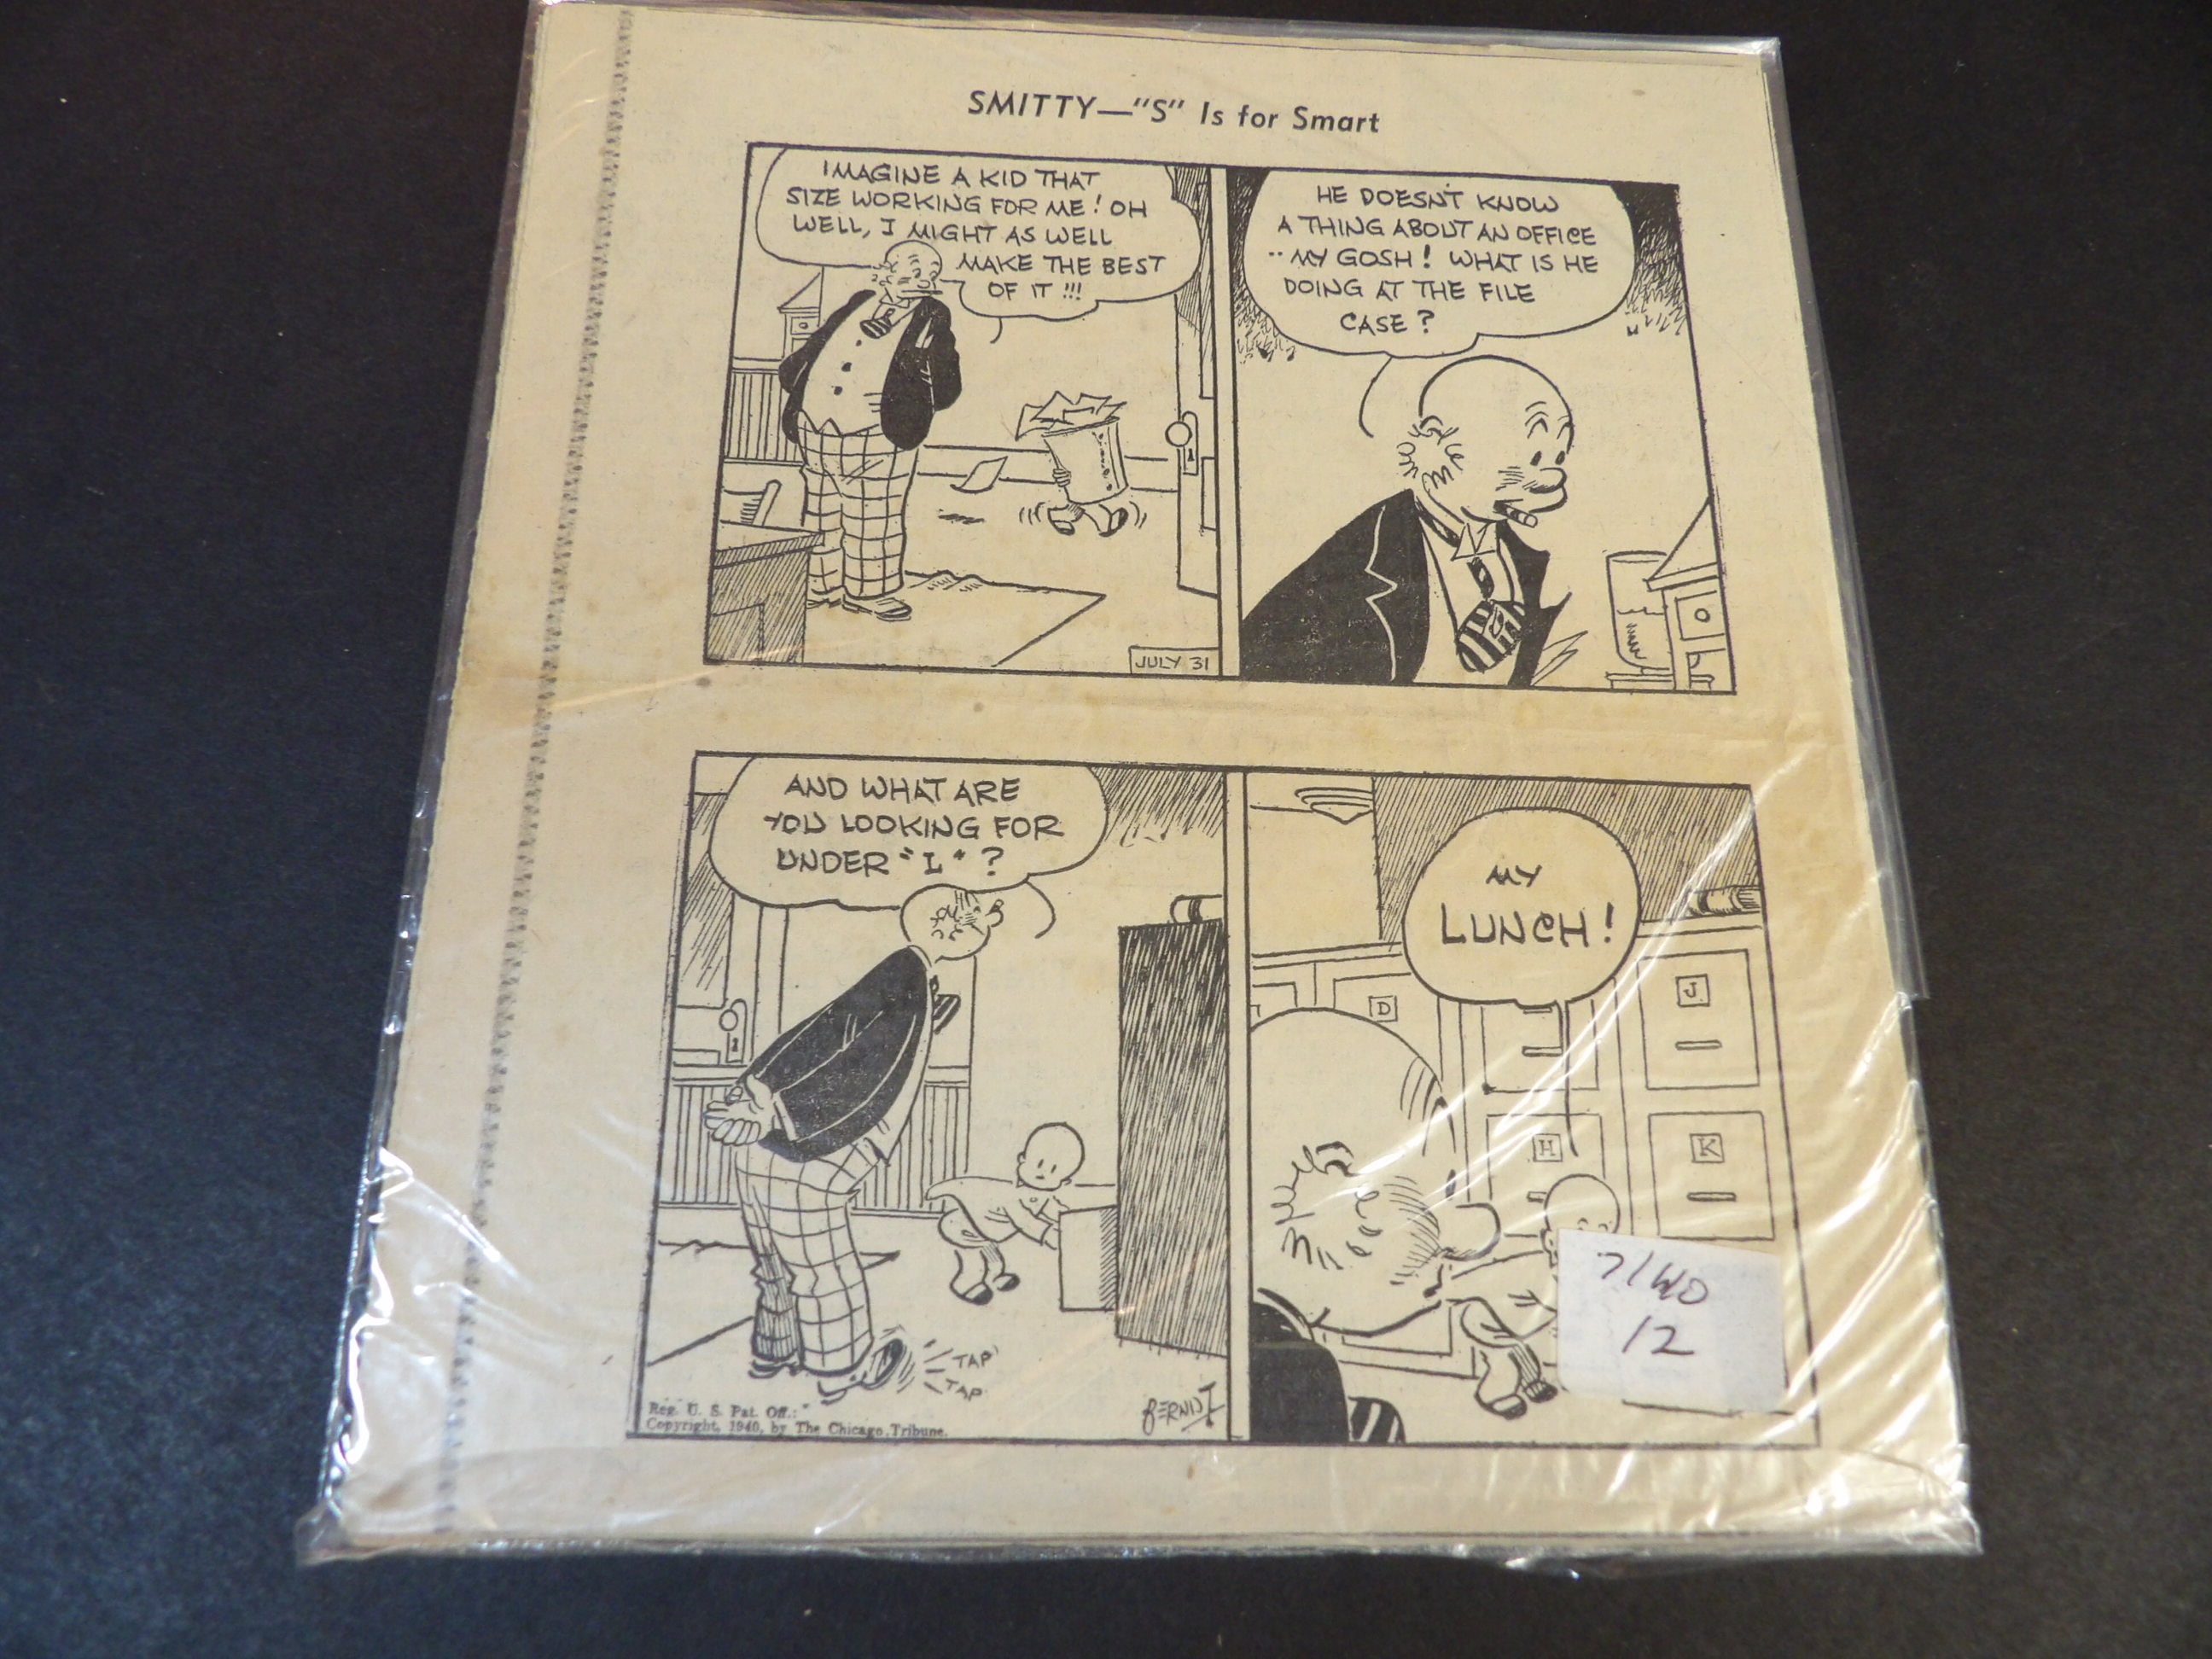 SMITTY—"S" Is for Smart
IMAGINE A KID THAT
SIZE WORKING FOR ME! OH
WELL, I MIGHT AS WELL
MAKE THE BEST
OF IT !!!
JULY 31
HE DOESN'T KNOW
A THING ABOUT AN OFFICE
-- MY GOSH! WHAT IS HE
DOING AT THE FILE
CASE?
AND WHAT ARE
YOU LOOKING FOR
UNDER "L"?
TAP
TAP
Reg. U. S. Pat. Off.:
Copyright, 1940, by The Chicago Tribune.
BERNDT
MY
LUNCH!
D
J
H
K
12